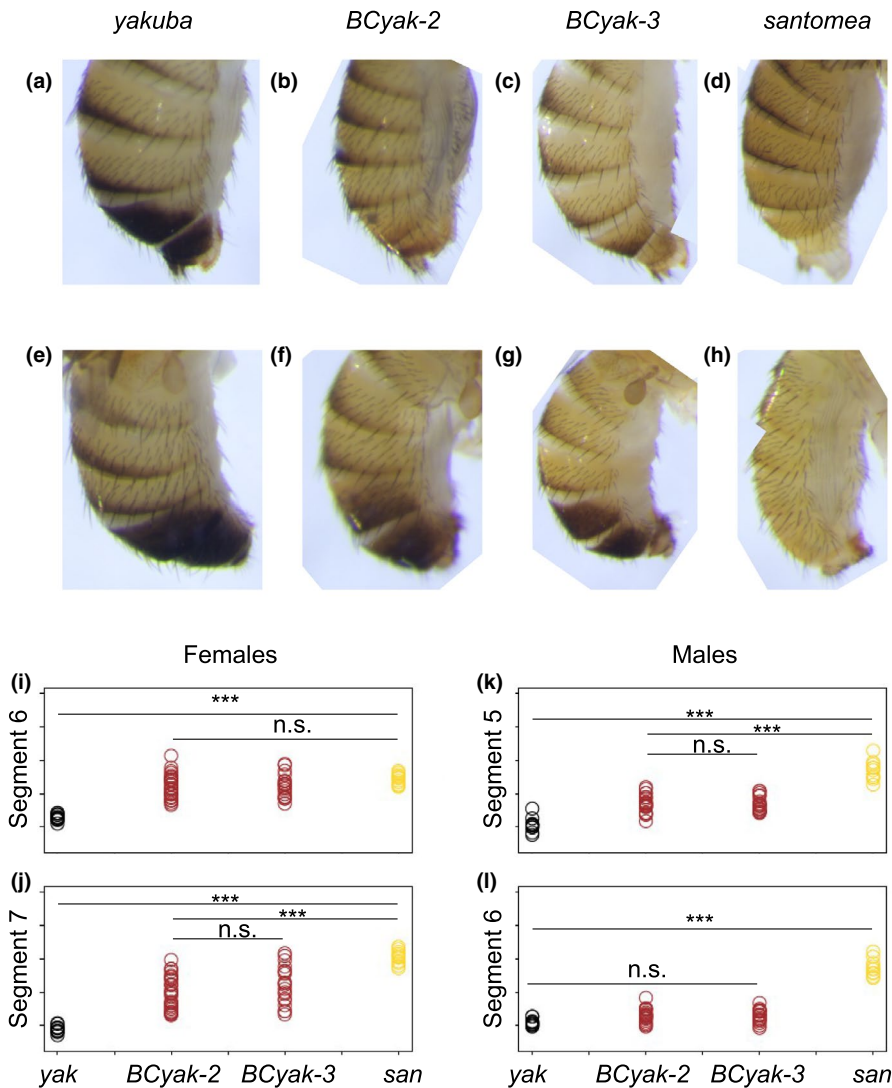 yakuba BCyak-2 BCyak-3 santomea
(a) (b) (c) (d)
(e) (f) (g) (h)
Females Males
(i) (k)
Segment 6
***
n.s.
Segment 5
***
***
n.s.
(j) (l)
Segment 7
***
***
n.s.
Segment 6
***
n.s.
yak BCyak-2 BCyak-3 san yak BCyak-2 BCyak-3 san